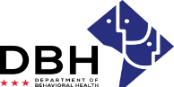 DBH
DEPARTMENT OF
BEHAVIORAL HEALTH